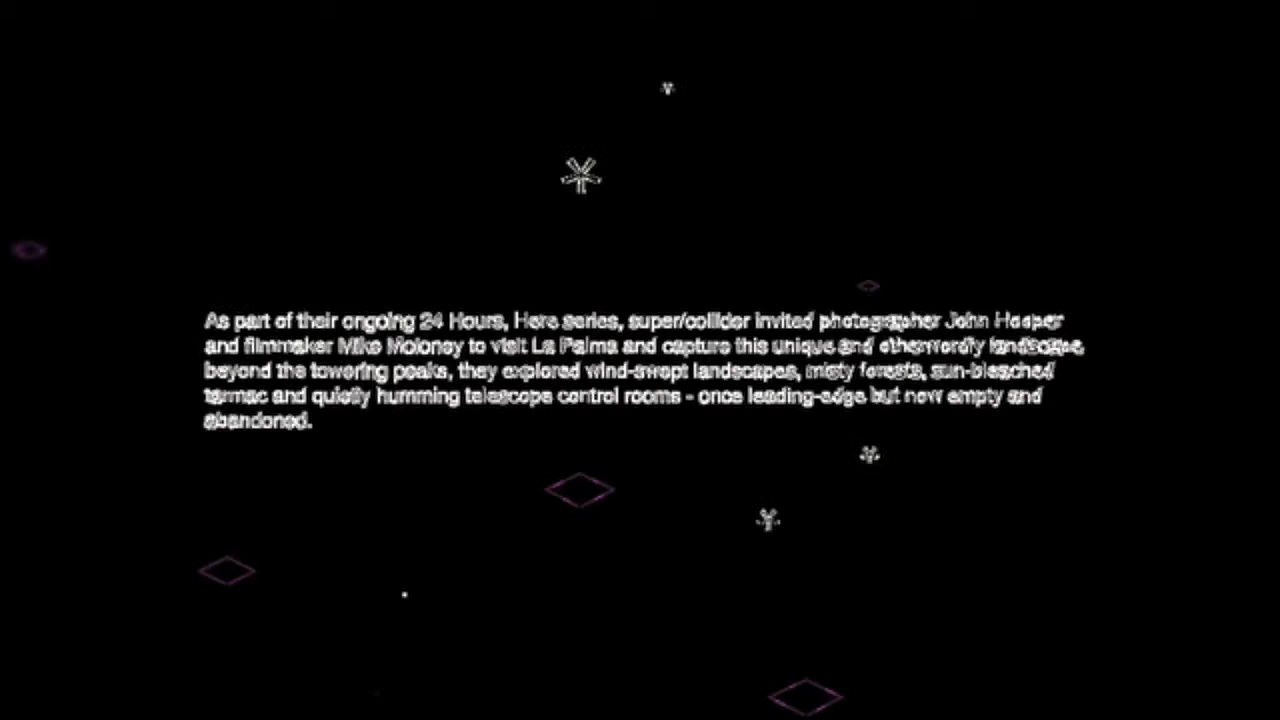 As part of their ongoing 24 Hours, Here series, super/collider invited photographer John Hooper
and filmmaker Mike Moloney to visit La Palma and capture this unique and otherwordly landscape,
beyond the towering peaks, they explored wind-swept landscapes, misty forests, sun-bleached
tarmac and quietly humming telescope control rooms - once leading-edge but now empty and
abandoned.